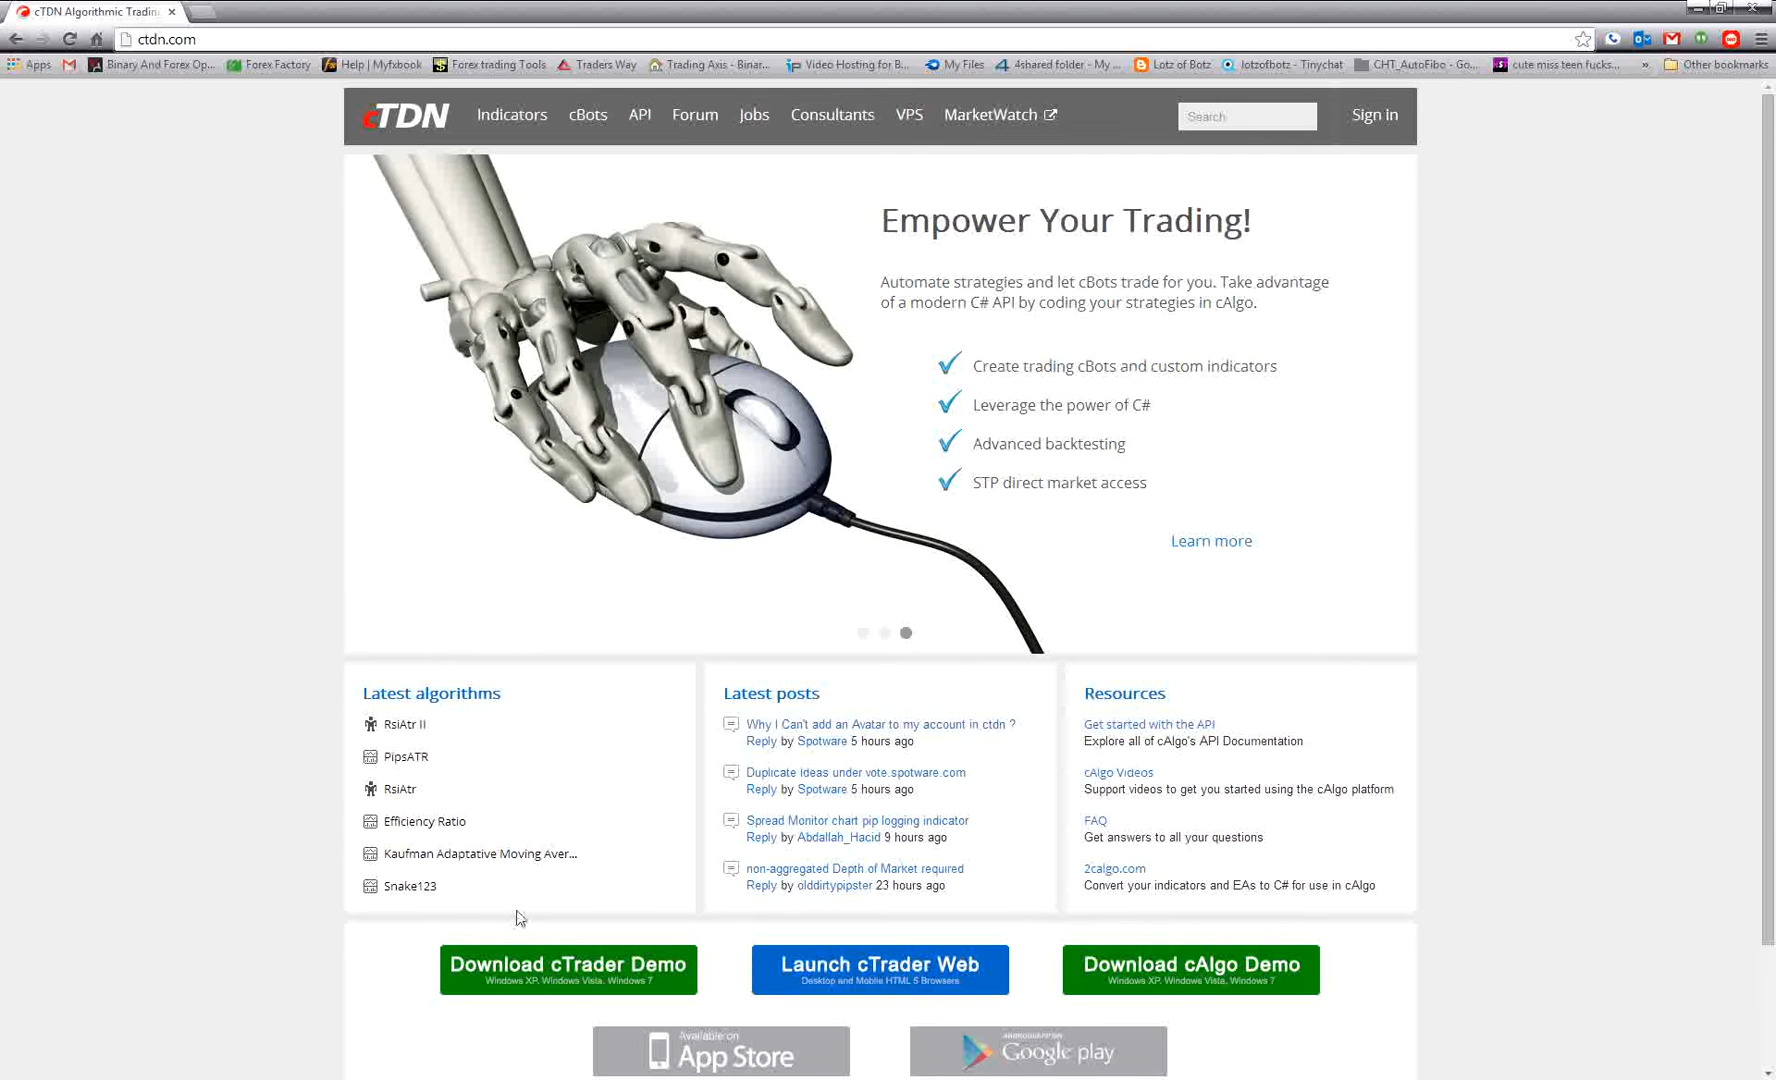 cTDN Algorithmic Tradin
ctdn.com
Apps
Binary And Forex Op...
Forex Factory
Help | Myfxbook
Forex trading Tools
Traders Way
Trading Axis - Binar...
Video Hosting for B...
My Files
4shared folder - My ...
Lotz of Botz
lotzofbotz - Tinychat
CHT_AutoFibo - Go...
cute miss teen fucks...
»
Other bookmarks
cTDN
Indicators
cBots
API
Forum
Jobs
Consultants
VPS
MarketWatch
Search
Sign in
Empower Your Trading!
Automate strategies and let cBots trade for you. Take advantage
of a modern C# API by coding your strategies in cAlgo.
Create trading cBots and custom indicators
Leverage the power of C#
Advanced backtesting
STP direct market access
Learn more
Latest algorithms
RsiAtr II
PipsATR
RsiAtr
Efficiency Ratio
Kaufman Adaptative Moving Aver...
Snake123
Latest posts
Why I Can't add an Avatar to my account in ctdn ?
Reply by Spotware 5 hours ago
Duplicate ideas under vote.spotware.com
Reply by Spotware 5 hours ago
Spread Monitor chart pip logging indicator
Reply by Abdallah_Hacid 9 hours ago
non-aggregated Depth of Market required
Reply by olddirtypipster 23 hours ago
Resources
Get started with the API
Explore all of cAlgo's API Documentation
cAlgo Videos
Support videos to get you started using the cAlgo platform
FAQ
Get answers to all your questions
2calgo.com
Convert your indicators and EAs to C# for use in cAlgo
Download cTrader Demo
Windows XP, Windows Vista, Windows 7
Launch cTrader Web
Desktop and Mobile HTML 5 Browsers
Download cAlgo Demo
Windows XP, Windows Vista, Windows 7
Available on
App Store
ANDROID APP ON
Google play